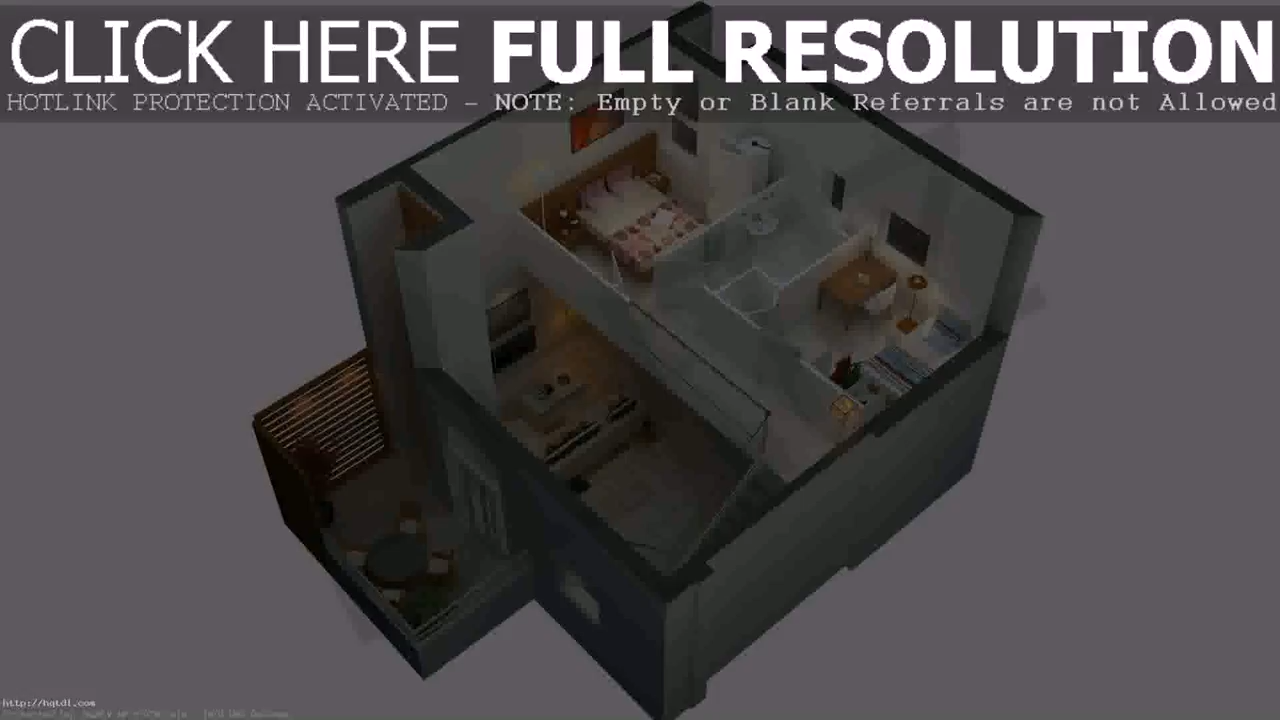 CLICK HERE FULL RESOLUTION
HOTLINK PROTECTION ACTIVATED – NOTE: Empty or Blank Referrals are not Allowed
http://hqtdl.com